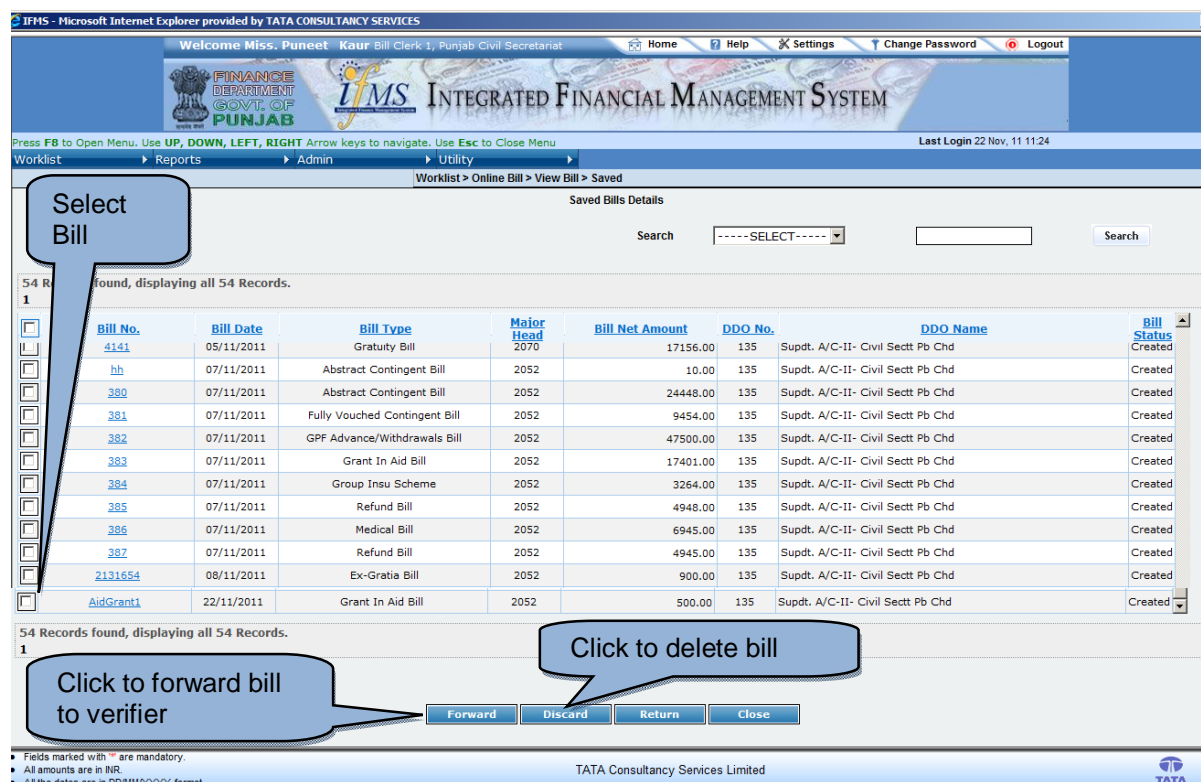 IFMS - Microsoft Internet Explorer provided by TATA CONSULTANCY SERVICES
Welcome Miss. Puneet Kaur Bill Clerk 1, Punjab Civil Secretariat Home Help Settings Change Password Logout
FINANCE
DEPARTMENT
GOVT. OF
PUNJAB
IFMS INTEGRATED FINANCIAL MANAGEMENT SYSTEM
Press F8 to Open Menu. Use UP, DOWN, LEFT, RIGHT Arrow keys to navigate. Use Esc to Close Menu Last Login 22 Nov, 11 11:24
Worklist Reports Admin Utility
Worklist > Online Bill > View Bill > Saved
Select
Bill
Saved Bills Details
Search -----SELECT----- Search
54 R found, displaying all 54 Records.
1
Bill No. Bill Date Bill Type Major Head Bill Net Amount DDO No. DDO Name Bill Status
4141 05/11/2011 Gratuity Bill 2070 17156.00 135 Supdt. A/C-II- Civil Sectt Pb Chd Created
hh 07/11/2011 Abstract Contingent Bill 2052 10.00 135 Supdt. A/C-II- Civil Sectt Pb Chd Created
380 07/11/2011 Abstract Contingent Bill 2052 24448.00 135 Supdt. A/C-II- Civil Sectt Pb Chd Created
381 07/11/2011 Fully Vouched Contingent Bill 2052 9454.00 135 Supdt. A/C-II- Civil Sectt Pb Chd Created
382 07/11/2011 GPF Advance/Withdrawals Bill 2052 47500.00 135 Supdt. A/C-II- Civil Sectt Pb Chd Created
383 07/11/2011 Grant In Aid Bill 2052 17401.00 135 Supdt. A/C-II- Civil Sectt Pb Chd Created
384 07/11/2011 Group Insu Scheme 2052 3264.00 135 Supdt. A/C-II- Civil Sectt Pb Chd Created
385 07/11/2011 Refund Bill 2052 4948.00 135 Supdt. A/C-II- Civil Sectt Pb Chd Created
386 07/11/2011 Medical Bill 2052 6945.00 135 Supdt. A/C-II- Civil Sectt Pb Chd Created
387 07/11/2011 Refund Bill 2052 4945.00 135 Supdt. A/C-II- Civil Sectt Pb Chd Created
2131654 08/11/2011 Ex-Gratia Bill 2052 900.00 135 Supdt. A/C-II- Civil Sectt Pb Chd Created
AidGrant1 22/11/2011 Grant In Aid Bill 2052 500.00 135 Supdt. A/C-II- Civil Sectt Pb Chd Created
54 Records found, displaying all 54 Records.
1
Click to delete bill
Click to forward bill
to verifier
Forward Discard Return Close
Fields marked with "*" are mandatory.
All amounts are in INR.
TATA Consultancy Services Limited
TATA